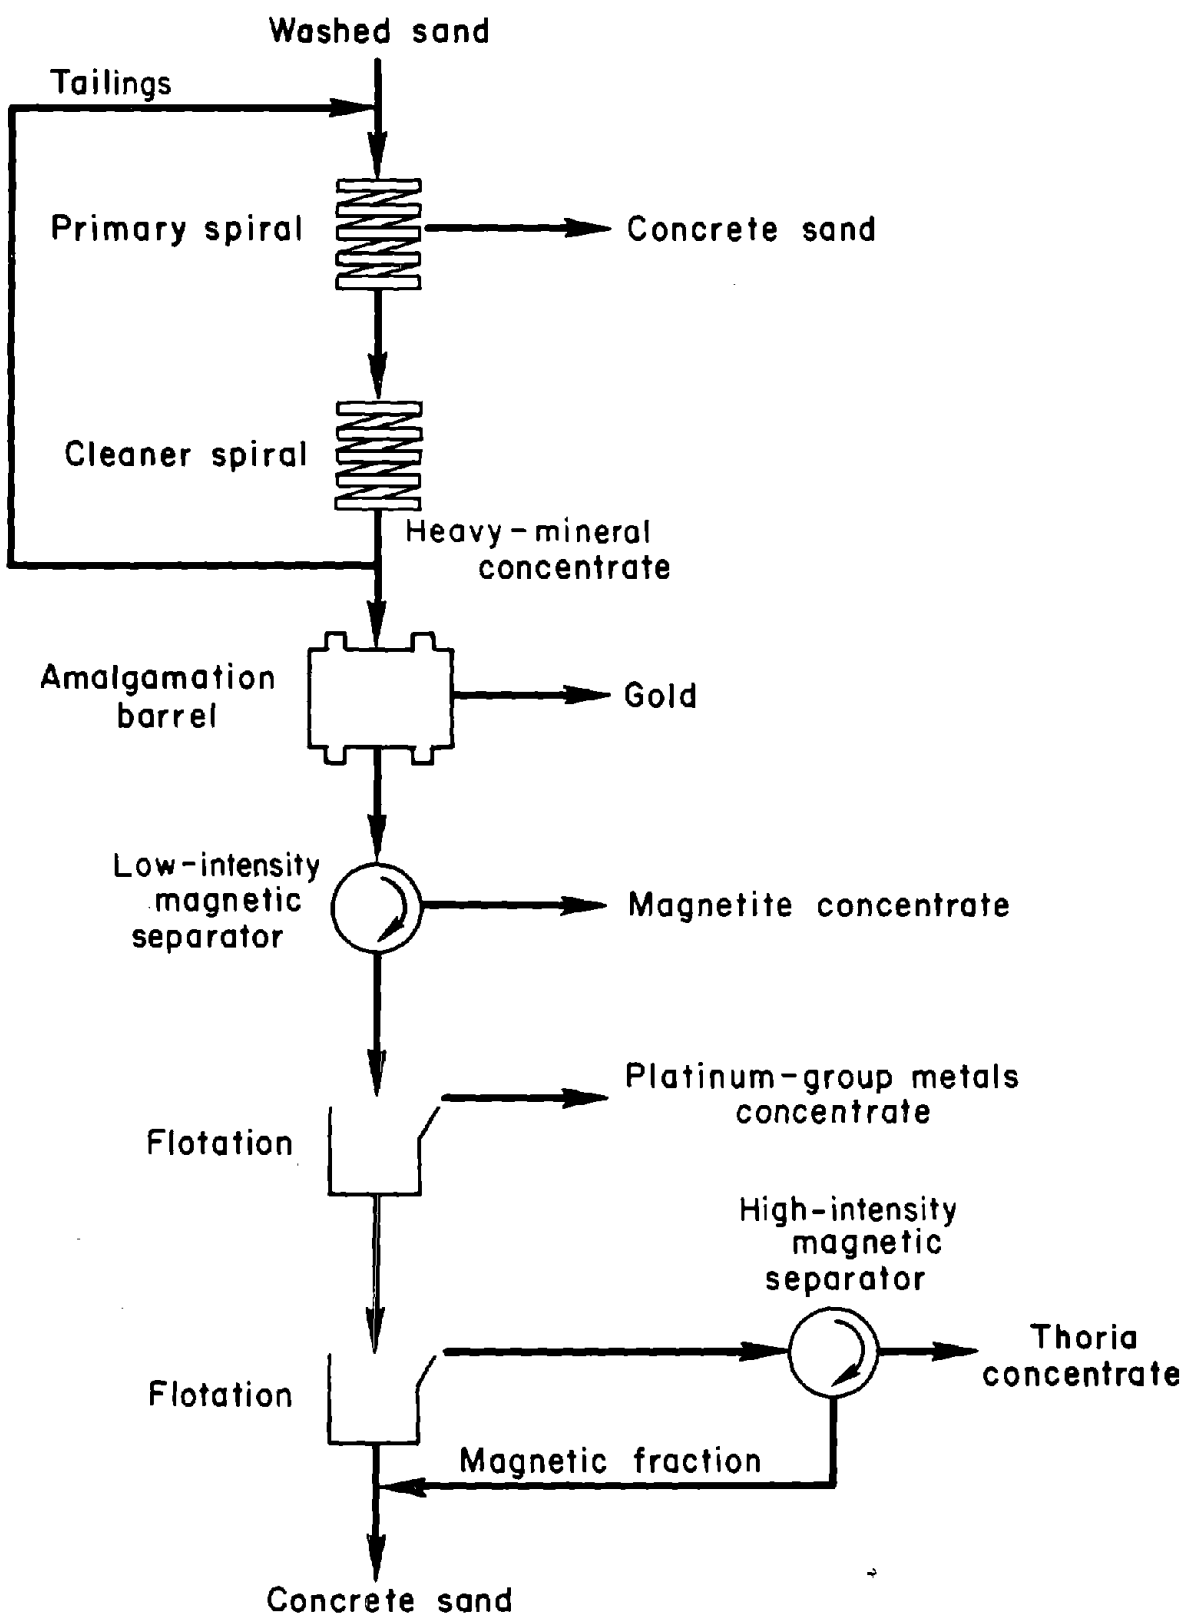 Washed sand
Tailings
Primary spiral
Concrete sand
Cleaner spiral
Heavy-mineral
concentrate
Amalgamation
barrel
Gold
Low-intensity
magnetic
separator
Magnetite concentrate
Platinum-group metals
concentrate
Flotation
High-intensity
magnetic
separator
Thoria
concentrate
Flotation
Magnetic fraction
Concrete sand